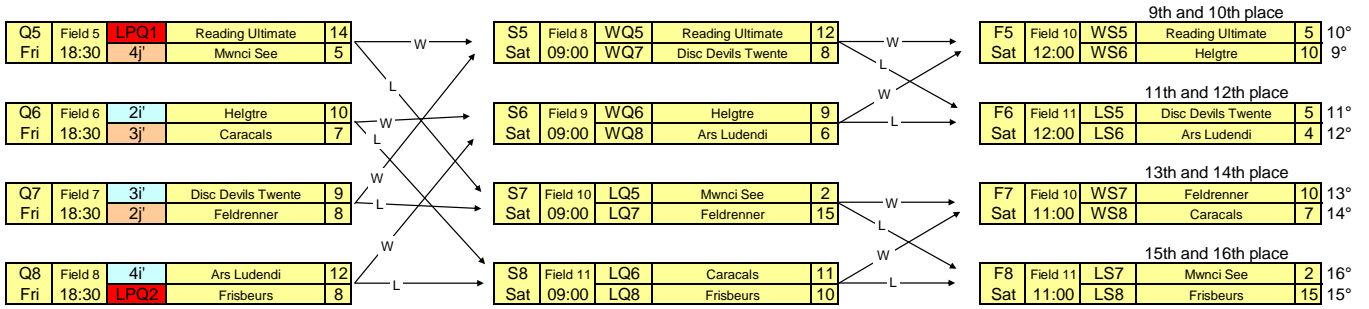 9th and 10th place
Q5 Field 5 LPQ1 Reading Ultimate 14 S5 Field 8 WQ5 Reading Ultimate 12 F5 Field 10 WS5 Reading Ultimate 5 10°
Fri 18:30 4j' Mwnci See 5 W Sat 09:00 WQ7 Disc Devils Twente 8 W Sat 12:00 WS6 Helgtre 10 9°
L L
W
11th and 12th place
Q6 Field 6 2i' Helgtre 10 S6 Field 9 WQ6 Helgtre 9 F6 Field 11 LS5 Disc Devils Twente 5 11°
Fri 18:30 3j' Caracals 7 W Sat 09:00 WQ8 Ars Ludendi 6 L Sat 12:00 LS6 Ars Ludendi 4 12°
L
W
13th and 14th place
Q7 Field 7 3i' Disc Devils Twente 9 S7 Field 10 LQ5 Mwnci See 2 F7 Field 10 WS7 Feldrenner 10 13°
Fri 18:30 2j' Feldrenner 8 L Sat 09:00 LQ7 Feldrenner 15 W Sat 11:00 WS8 Caracals 7 14°
L
W W
15th and 16th place
Q8 Field 8 4i' Ars Ludendi 12 S8 Field 11 LQ6 Caracals 11 F8 Field 11 LS7 Mwnci See 2 16°
Fri 18:30 LPQ2 Frisbeurs 8 L Sat 09:00 LQ8 Frisbeurs 10 L Sat 11:00 LS8 Frisbeurs 15 15°